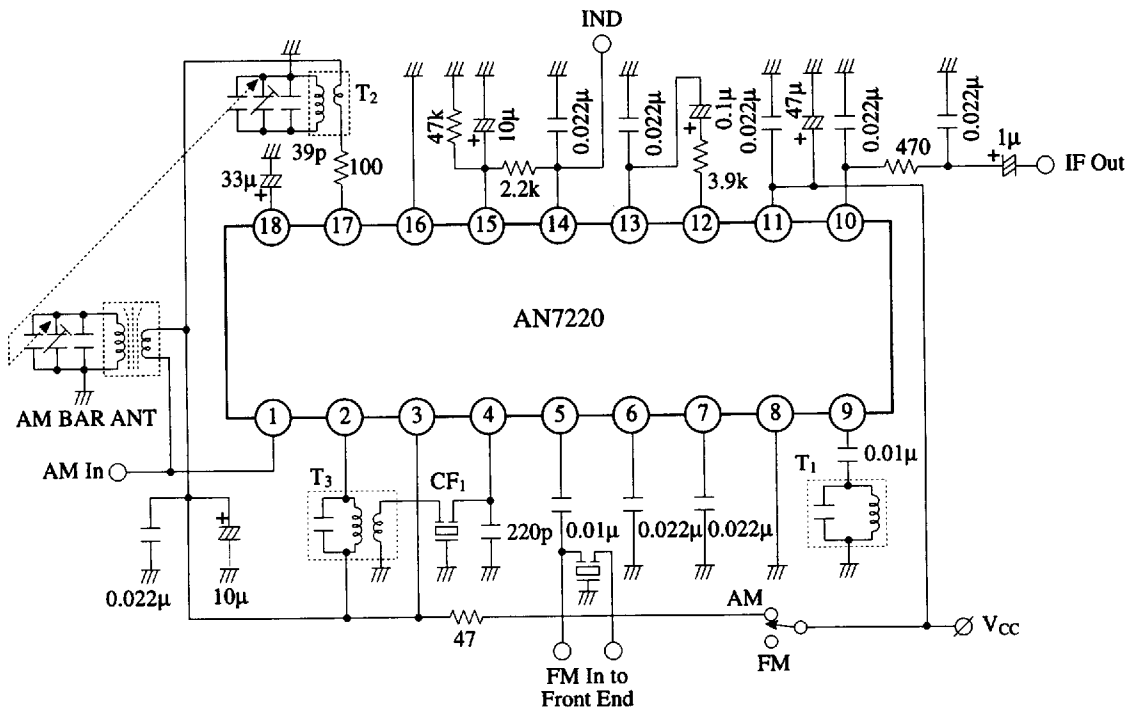 IND
T2
39p
100
33μ
47k
10μ
2.2k
0.022μ
0.022μ
0.1μ
3.9k
0.022μ
47μ
0.022μ
470
0.022μ
1μ
IF Out
+
+
+
+
+
18 17 16 15 14 13 12 11 10
AN7220
AM BAR ANT
1 2 3 4 5 6 7 8 9
AM In
T3
CF1
T1
0.01μ
+
220p
0.01μ
0.022μ
0.022μ
0.022μ
10μ
47
AM
FM
VCC
FM In to
Front End